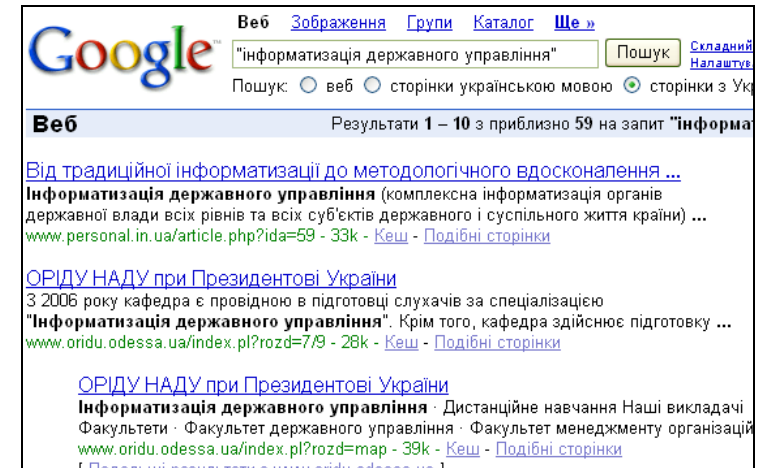 Google™
Веб Зображення Групи Каталог Ще »
"інформатизація державного управління" Пошук Складний
Налаштув
Пошук: веб сторінки українською мовою сторінки з Ук
Веб Результати 1 – 10 з приблизно 59 на запит "інформа
Від традиційної інформатизації до методологічного вдосконалення ...
Інформатизація державного управління (комплексна інформатизація органів
державної влади всіх рівнів та всіх суб'єктів державного і суспільного життя країни) ...
www.personal.in.ua/article.php?ida=59 - 33k - Кеш - Подібні сторінки
ОРІДУ НАДУ при Президентові України
З 2006 року кафедра є провідною в підготовці слухачів за спеціалізацією
"Інформатизація державного управління". Крім того, кафедра здійснює підготовку ...
www.oridu.odessa.ua/index.pl?rozd=7/9 - 28k - Кеш - Подібні сторінки
ОРІДУ НАДУ при Президентові України
Інформатизація державного управління · Дистанційне навчання Наші викладачі
Факультети · Факультет державного управління · Факультет менеджменту організацій
www.oridu.odessa.ua/index.pl?rozd=map - 39k - Кеш - Подібні сторінки